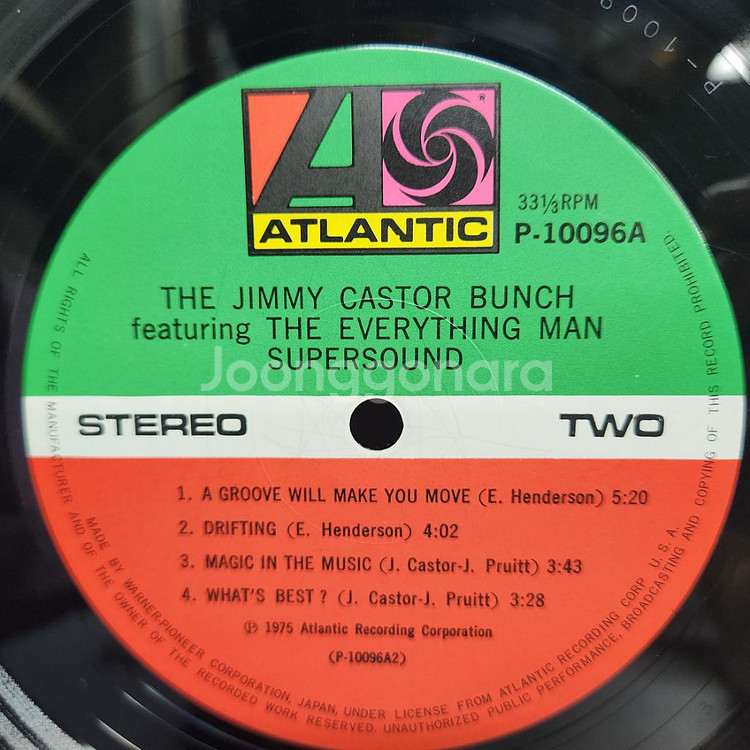 P-1009
ATLANTIC
33⅓RPM
P-10096A
THE JIMMY CASTOR BUNCH
featuring THE EVERYTHING MAN
SUPERSOUND
Joonggonara
STEREO
TWO
1. A GROOVE WILL MAKE YOU MOVE (E. Henderson) 5:20
2. DRIFTING (E. Henderson) 4:02
3. MAGIC IN THE MUSIC (J. Castor-J. Pruitt) 3:43
4. WHAT'S BEST ? (J. Castor-J. Pruitt) 3:28
Ⓟ 1975 Atlantic Recording Corporation
(P-10096A2)
MADE BY WARNER-PIONEER CORPORATION, JAPAN, UNDER LICENSE FROM ATLANTIC RECORDING CORP. U.S.A.
ALL RIGHTS OF THE MANUFACTURER AND OF THE OWNER OF THE RECORDED WORK RESERVED. UNAUTHORIZED PUBLIC PERFORMANCE, BROADCASTING AND COPYING OF THIS RECORD PROHIBITED.